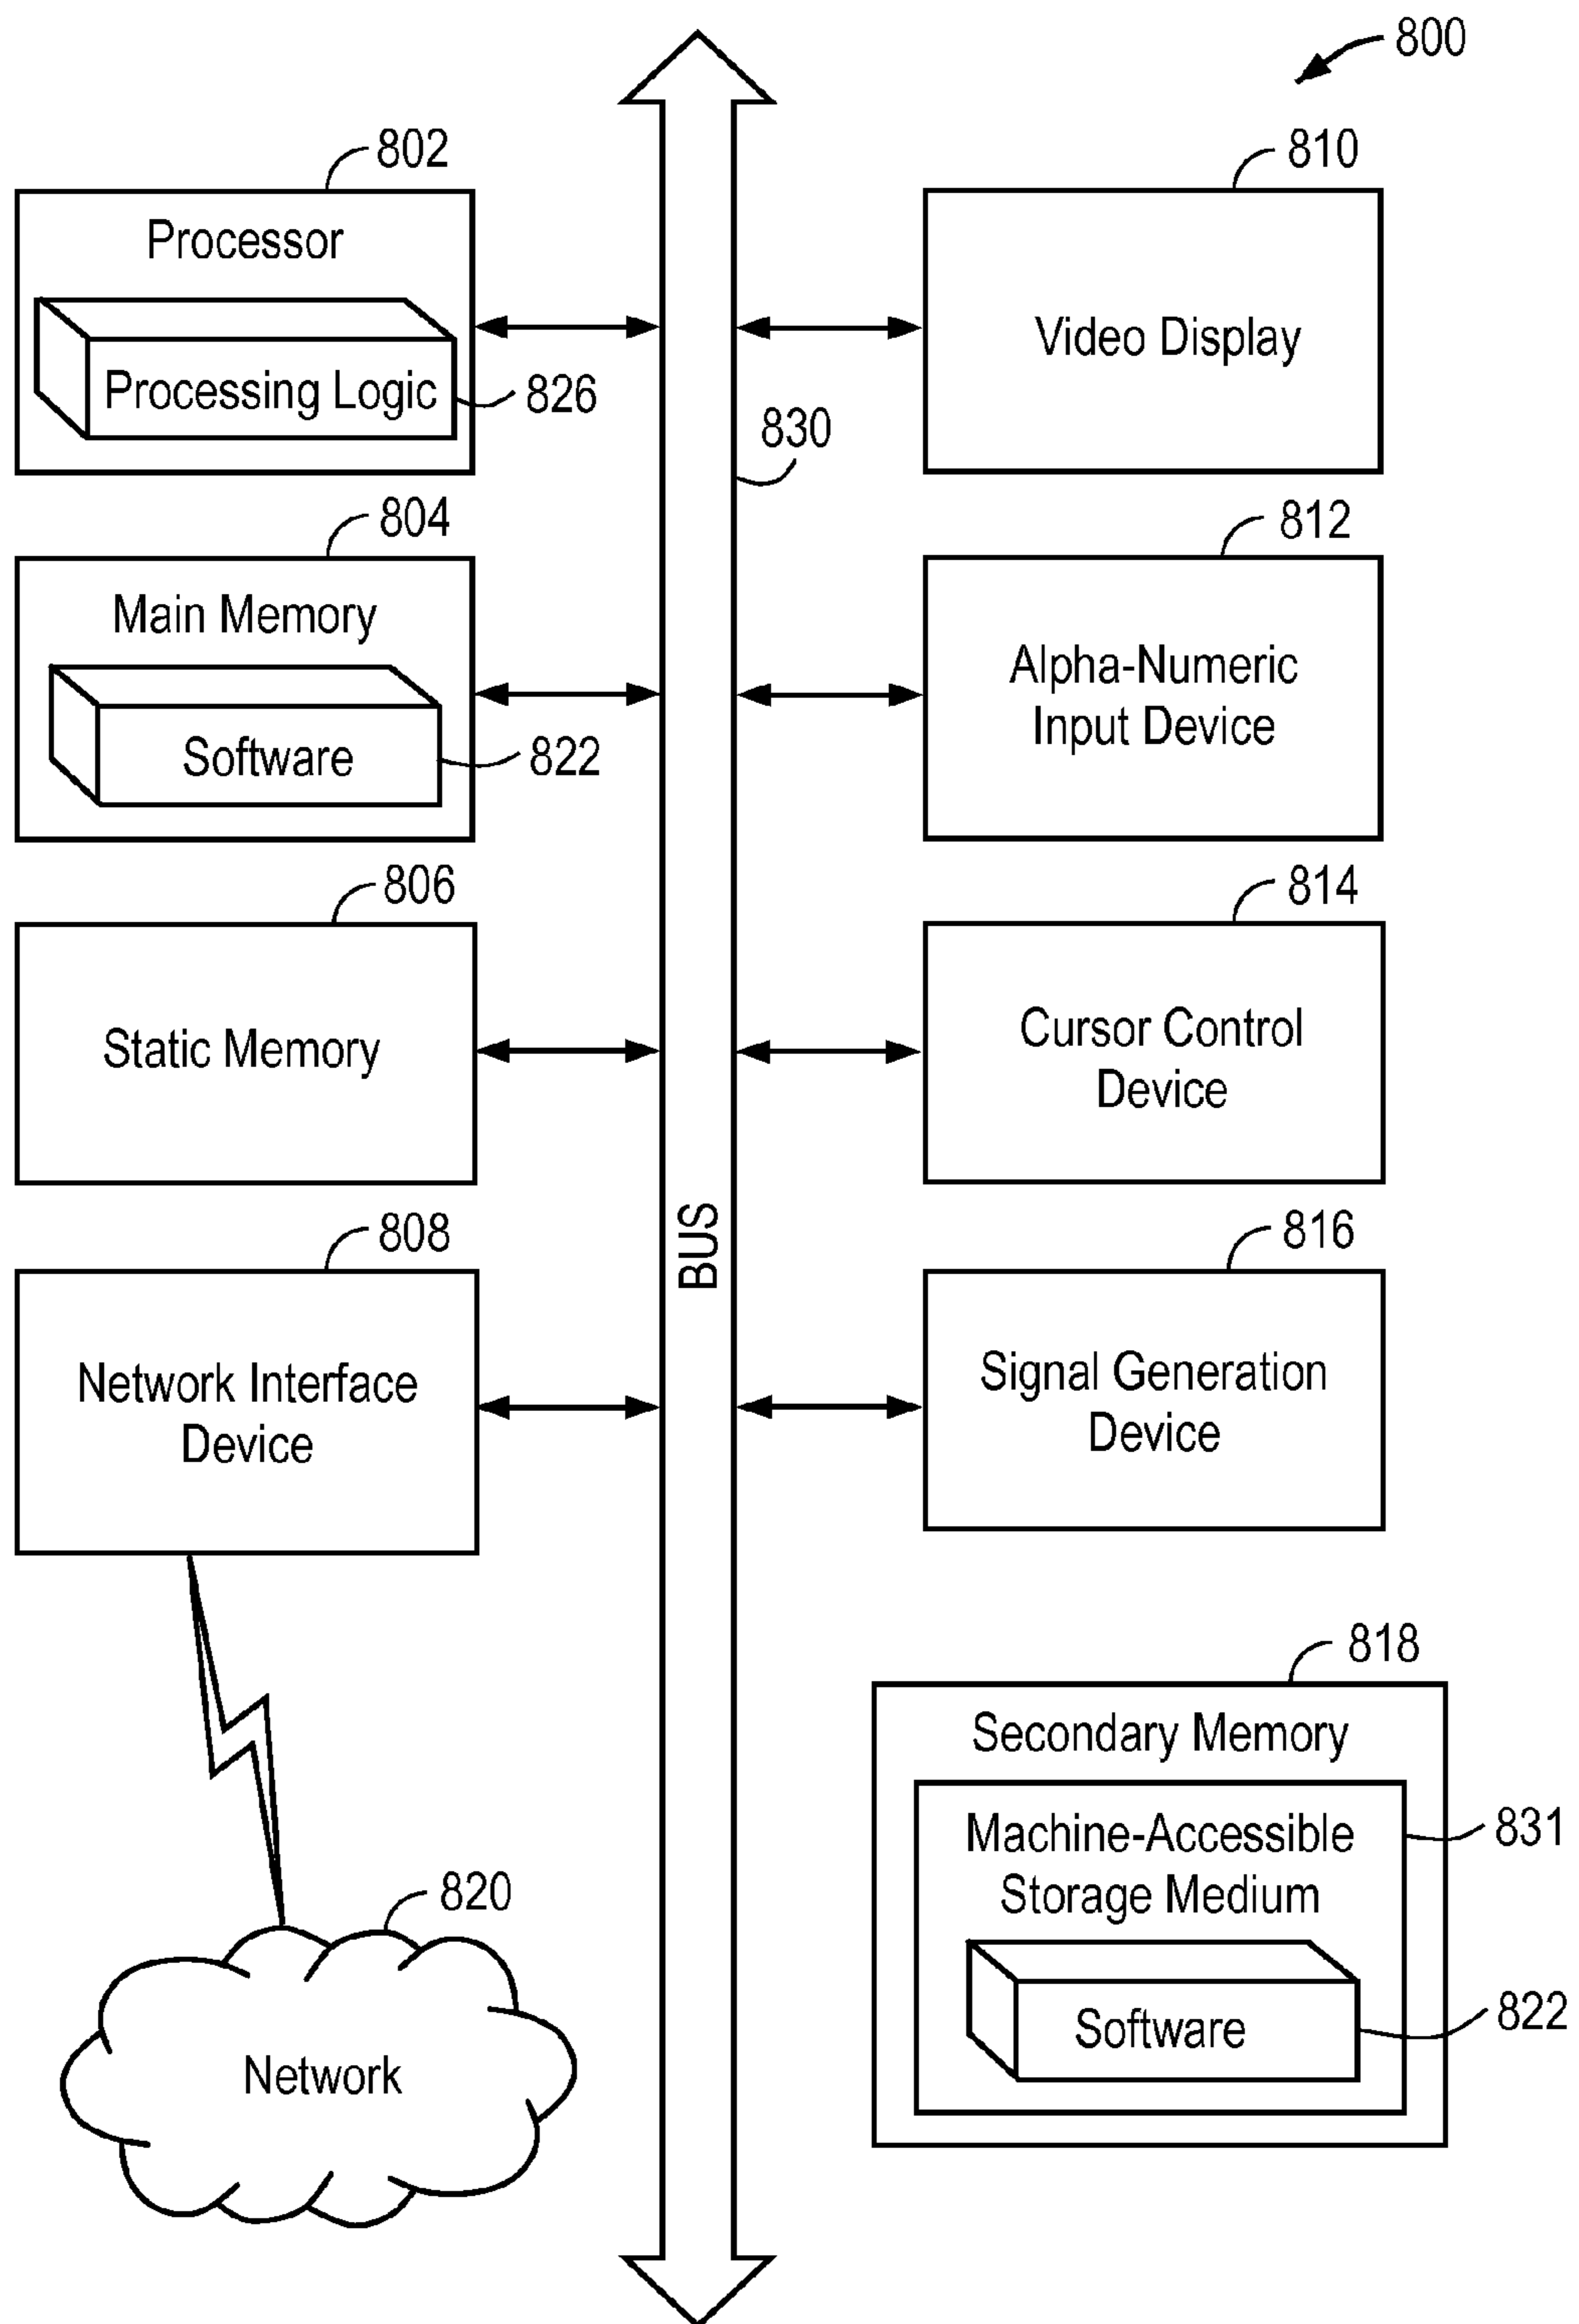 800
802
Processor
Processing Logic
826
810
Video Display
830
804
Main Memory
Software
822
812
Alpha-Numeric
Input Device
806
Static Memory
814
Cursor Control
Device
BUS
808
Network Interface
Device
816
Signal Generation
Device
818
Secondary Memory
Machine-Accessible
Storage Medium
831
Software
822
820
Network